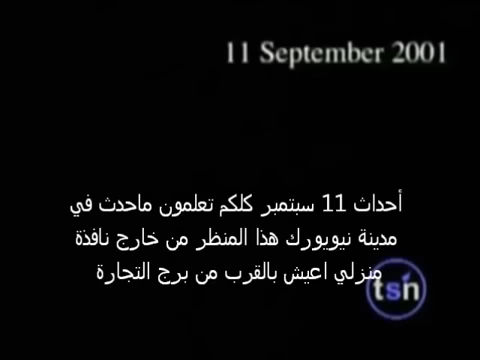 11 September 2001
أحداث 11 سبتمبر كلكم تعلمون ماحدث في
مدينة نيويورك هذا المنظر من خارج نافذة
منزلي اعيش بالقرب من برج التجارة
tsn